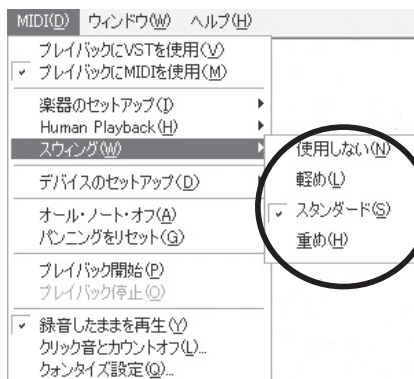 MIDI(D) ウィンドウ(W) ヘルプ(H)
プレイバックにVSTを使用(V)
プレイバックにMIDIを使用(M)
楽器のセットアップ(I)
Human Playback(H)
スウィング(W)
使用しない(N)
軽め(L)
スタンダード(S)
重め(H)
デバイスのセットアップ(D)
オール・ノート・オフ(A)
パンニングをリセット(G)
プレイバック開始(P)
プレイバック停止(O)
録音したままを再生(Y)
クリック音とカウントオフ(L)...
クォンタイズ設定(Q)...